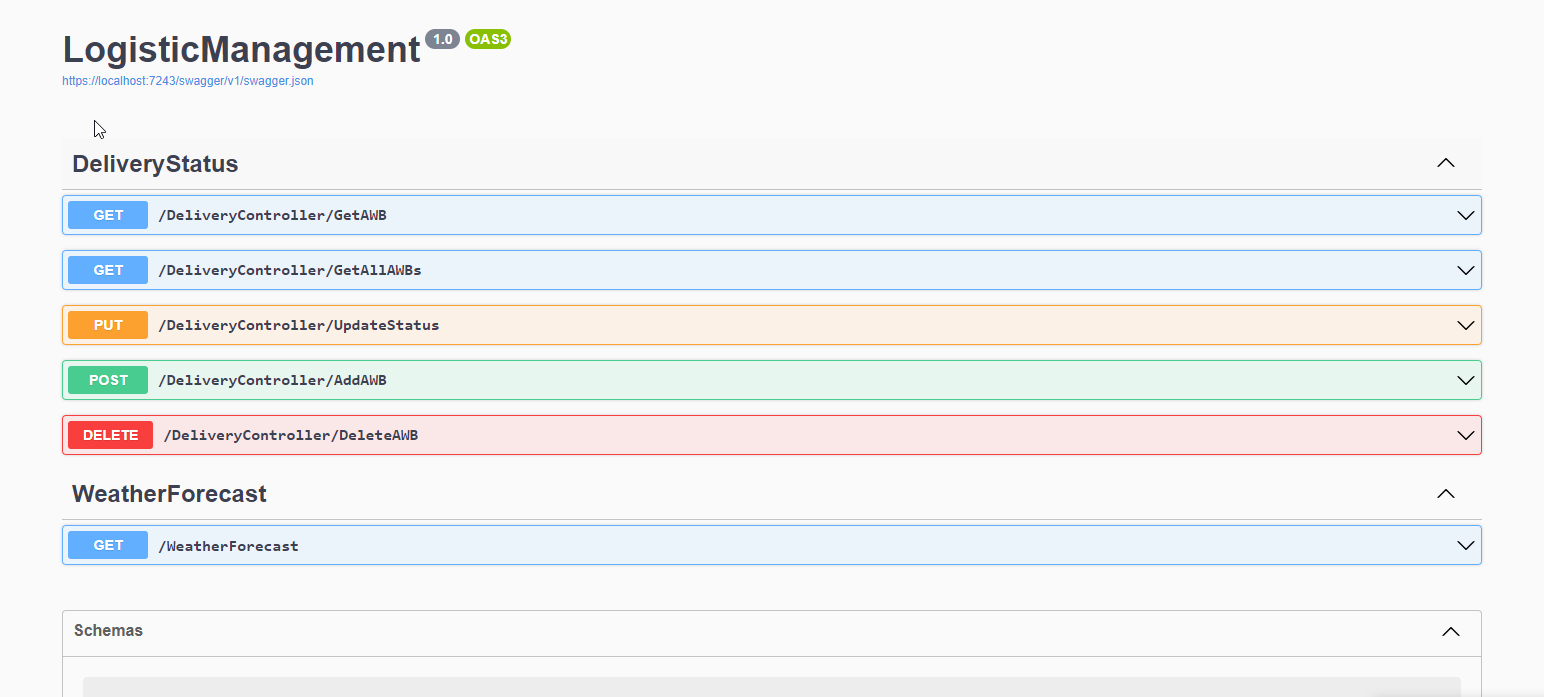 LogisticManagement 1.0 OAS3
https://localhost:7243/swagger/v1/swagger.json
DeliveryStatus
GET /DeliveryController/GetAWB
GET /DeliveryController/GetAllAWBs
PUT /DeliveryController/UpdateStatus
POST /DeliveryController/AddAWB
DELETE /DeliveryController/DeleteAWB
WeatherForecast
GET /WeatherForecast
Schemas